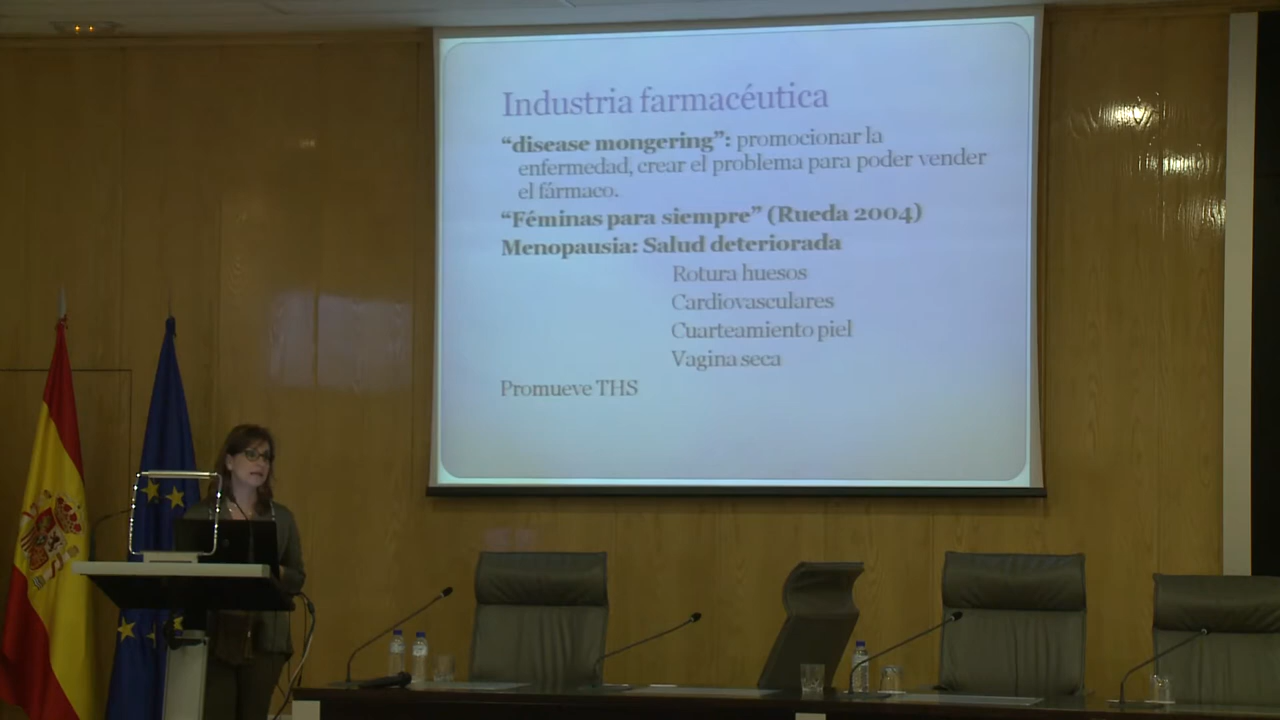 Industria farmacéutica
“disease mongering”: promocionar la
enfermedad, crear el problema para poder vender
el fármaco.
“Féminas para siempre” (Rueda 2004)
Menopausia: Salud deteriorada
Rotura huesos
Cardiovasculares
Cuarteamiento piel
Vagina seca
Promueve THS